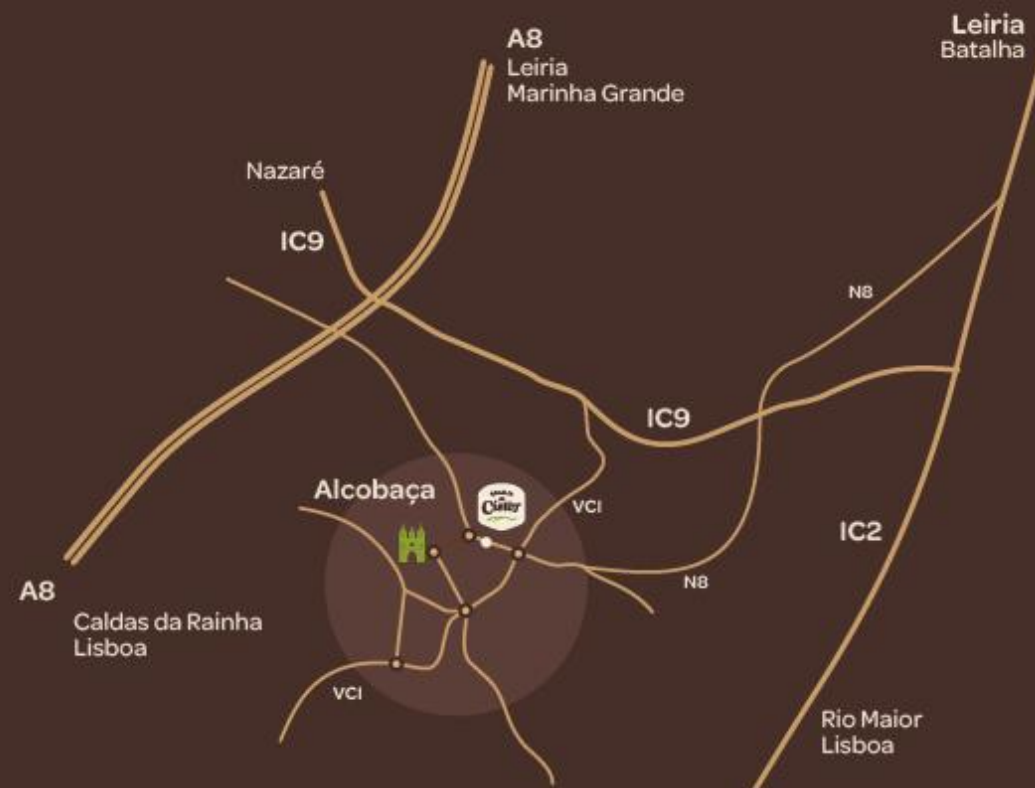 Leiria
Batalha
A8
Leiria
Marinha Grande
Nazaré
IC9
N8
IC9
Alcobaça
Cister
VCI
IC2
A8
N8
Caldas da Rainha
Lisboa
VCI
Rio Maior
Lisboa